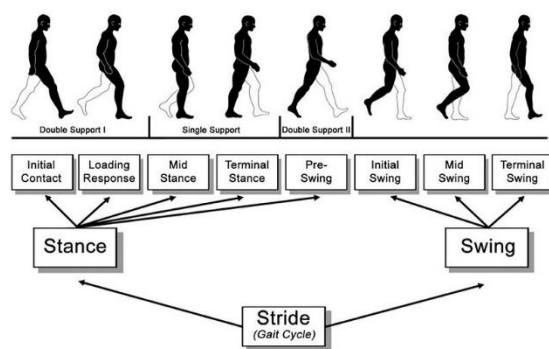 Double Support I
Single Support
Double Support II
Initial
Contact
Loading
Response
Mid
Stance
Terminal
Stance
Pre-
Swing
Initial
Swing
Mid
Swing
Terminal
Swing
Stance
Swing
Stride
(Gait Cycle)